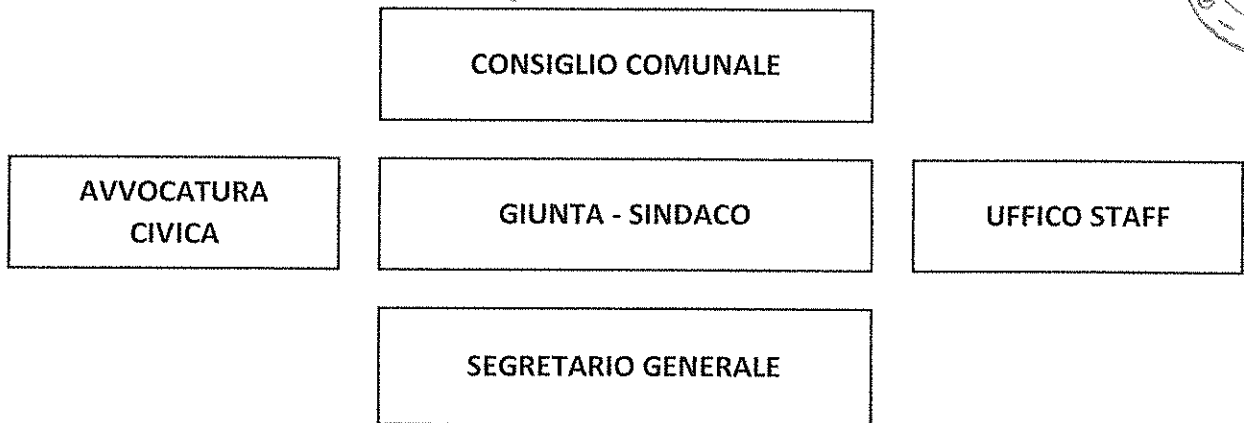 CONSIGLIO COMUNALE
AVVOCATURA
CIVICA
GIUNTA - SINDACO
UFFICO STAFF
SEGRETARIO GENERALE